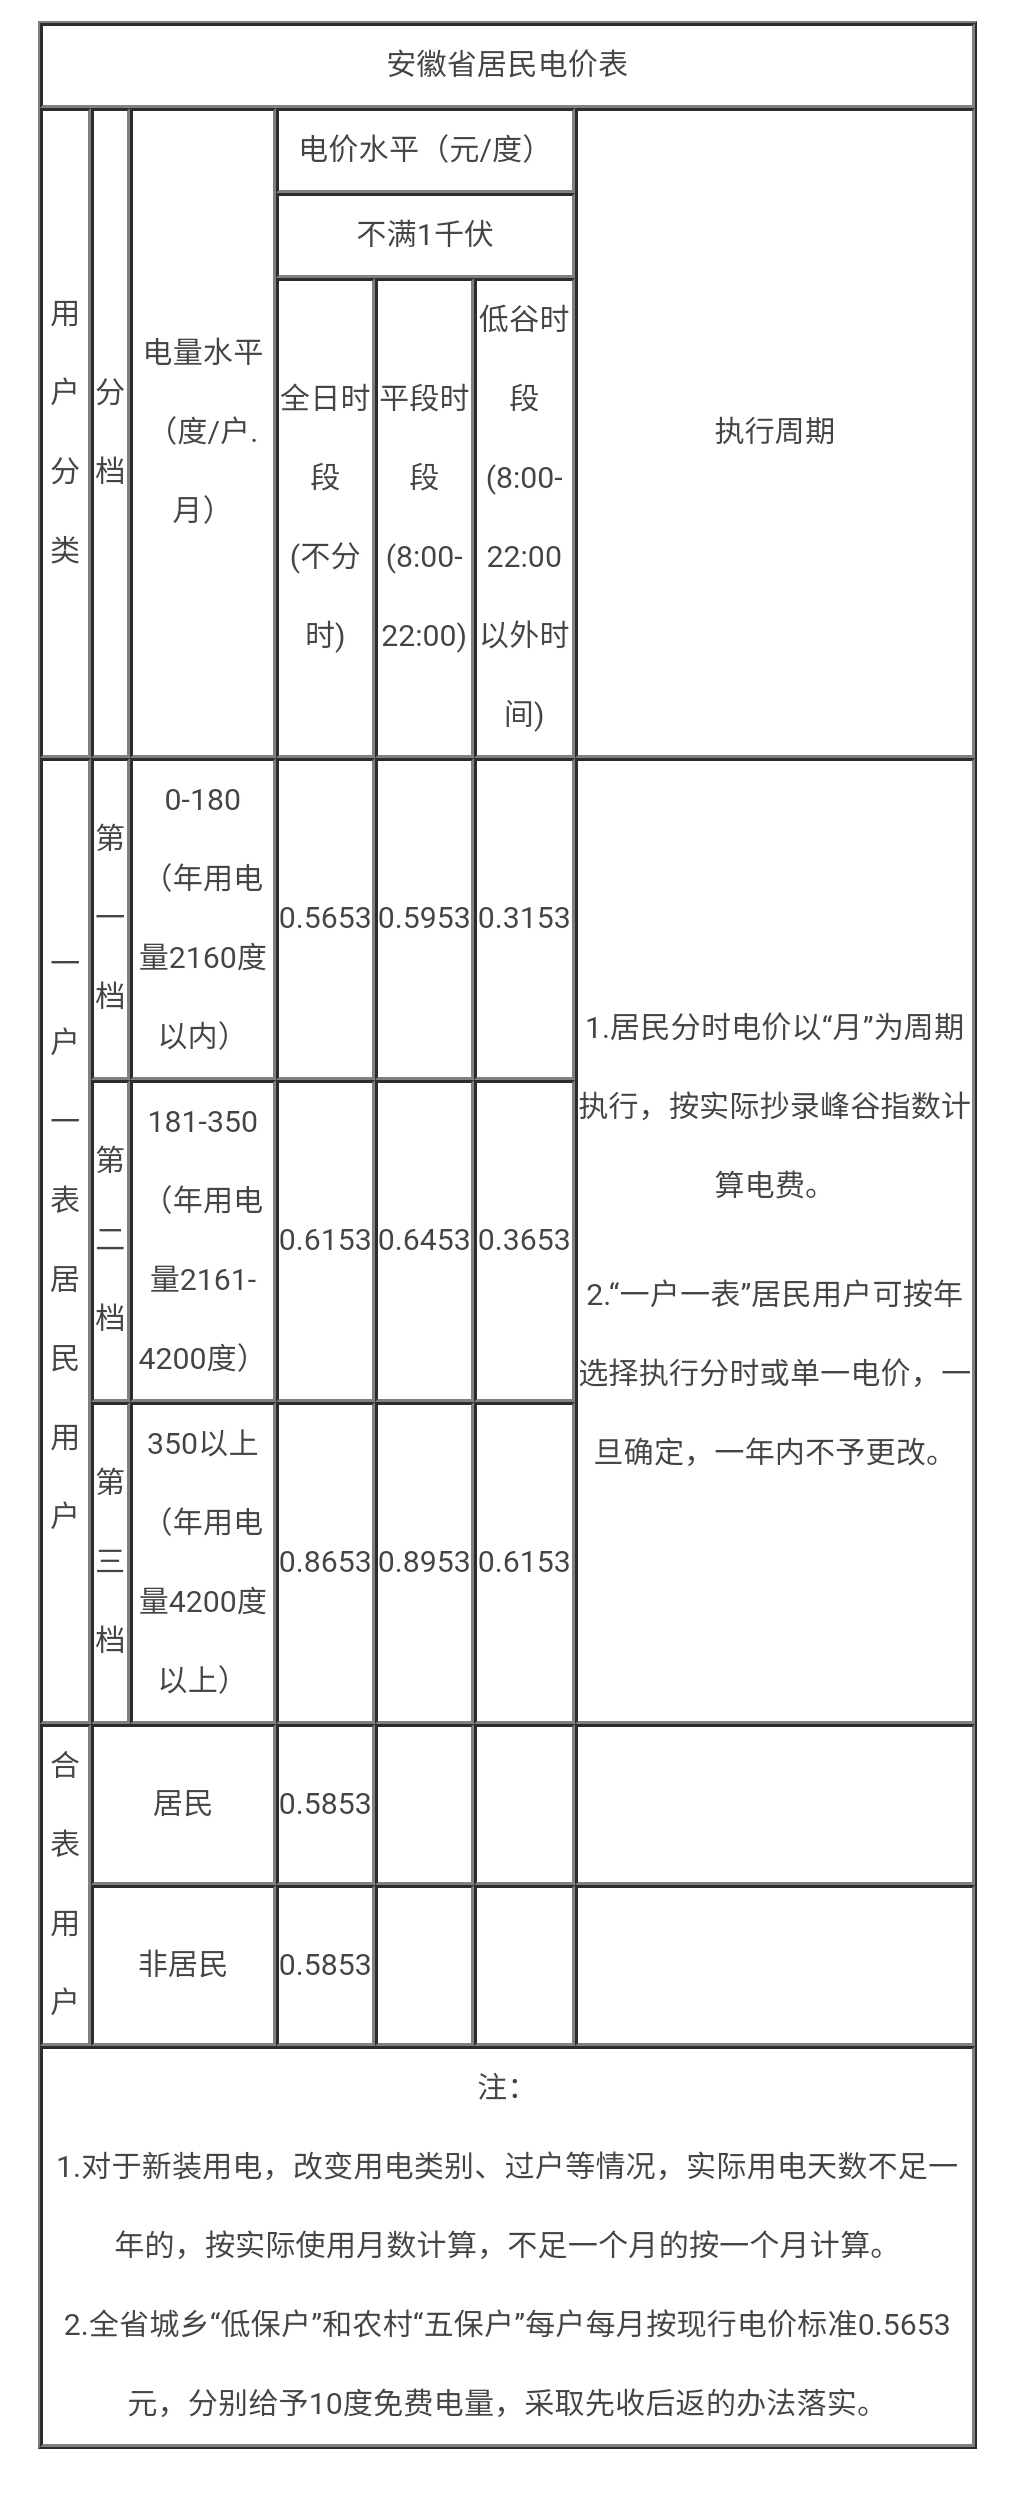 安徽省居民电价表
用
户
分
类
分
档
电量水平
（度/户.
月）
电价水平（元/度）
不满1千伏
全日时
段
(不分
时)
平段时
段
(8:00-
22:00)
低谷时
段
(8:00-
22:00
以外时
间)
执行周期
一
户
一
表
居
民
用
户
第
一
档
0-180
（年用电
量2160度
以内）
0.5653
0.5953
0.3153
第
二
档
181-350
（年用电
量2161-
4200度）
0.6153
0.6453
0.3653
第
三
档
350以上
（年用电
量4200度
以上）
0.8653
0.8953
0.6153
1.居民分时电价以“月”为周期
执行，按实际抄录峰谷指数计
算电费。
2.“一户一表”居民用户可按年
选择执行分时或单一电价，一
旦确定，一年内不予更改。
合
表
用
户
居民
0.5853
非居民
0.5853
注：
1.对于新装用电，改变用电类别、过户等情况，实际用电天数不足一
年的，按实际使用月数计算，不足一个月的按一个月计算。
2.全省城乡“低保户”和农村“五保户”每户每月按现行电价标准0.5653
元，分别给予10度免费电量，采取先收后返的办法落实。